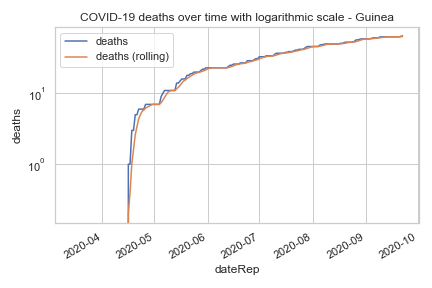 COVID-19 deaths over time with logarithmic scale - Guinea
deaths
deaths (rolling)
10¹
10⁰
deaths
2020-04
2020-05
2020-06
2020-07
2020-08
2020-09
2020-10
dateRep